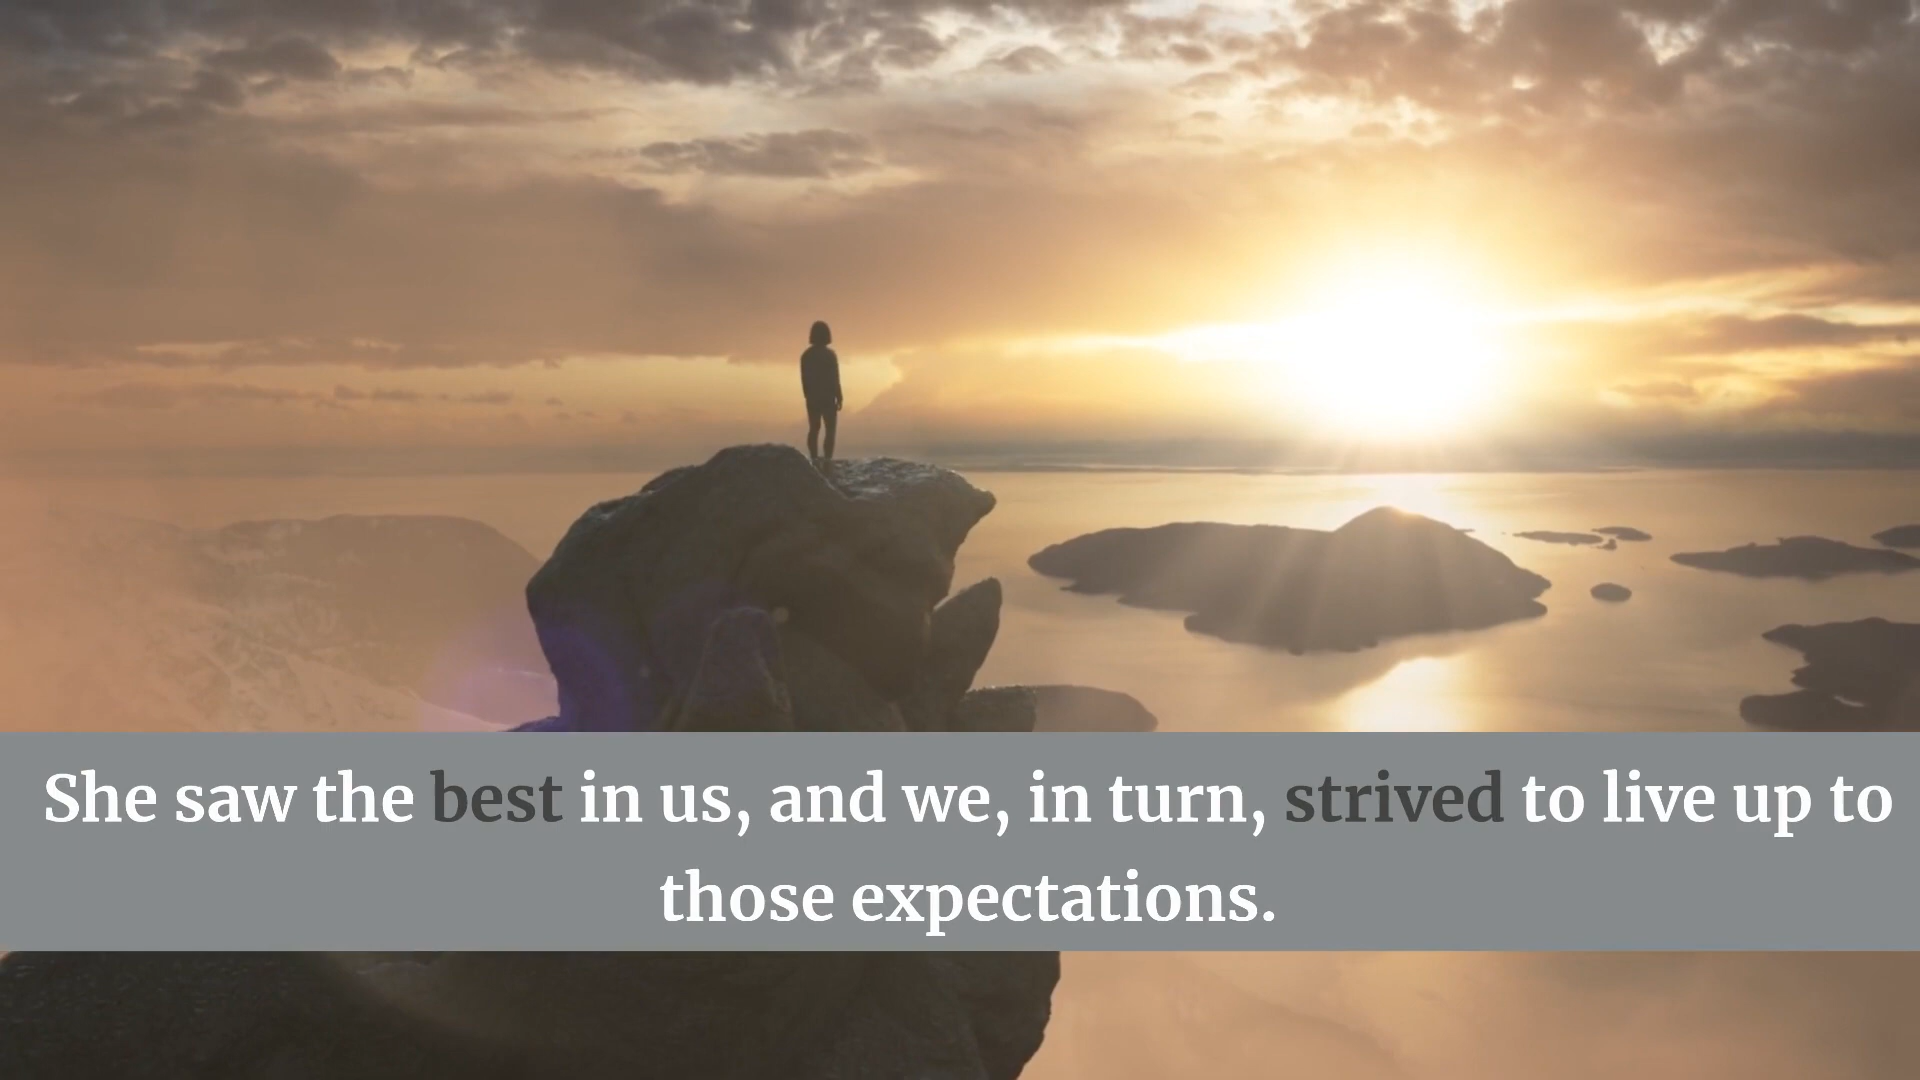 She saw the best in us, and we, in turn, strived to live up to
those expectations.